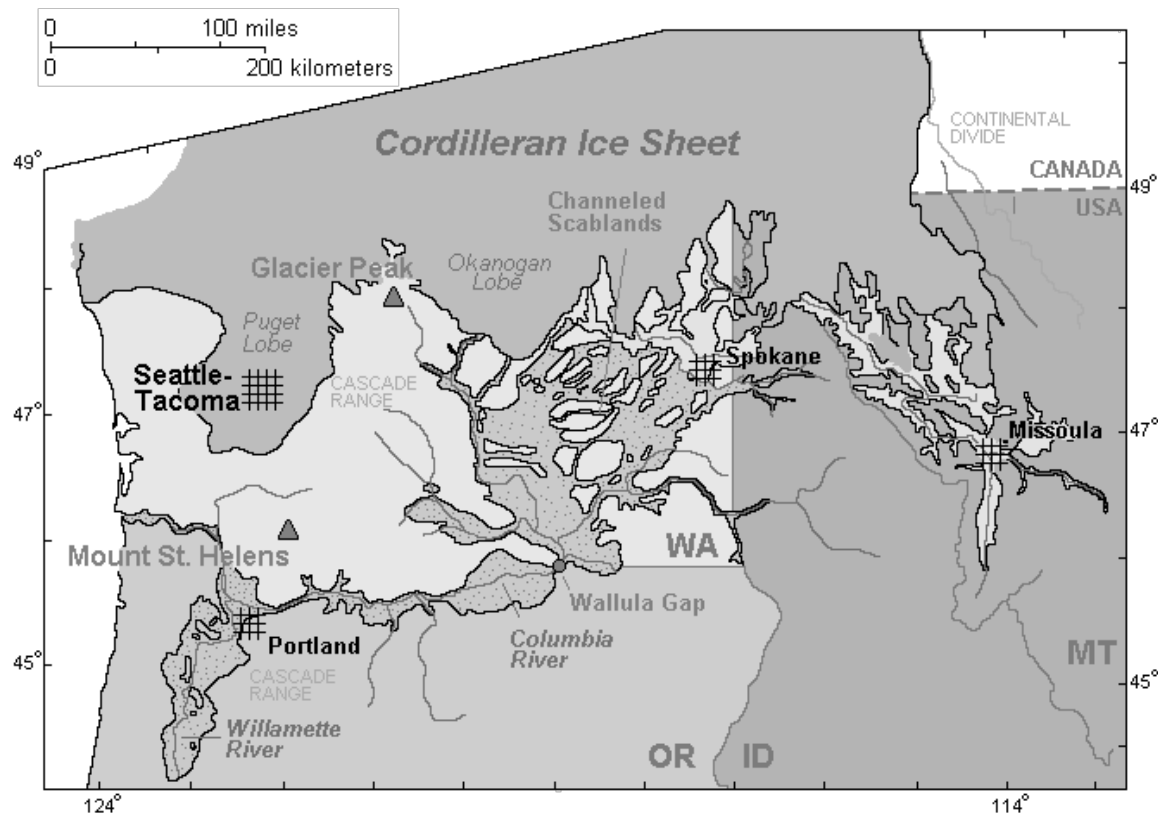 0 100 miles
0 200 kilometers
CONTINENTAL
DIVIDE
Cordilleran Ice Sheet
49°
CANADA
49°
USA
Channeled
Scablands
Glacier Peak
Okanogan
Lobe
Puget
Lobe
Spokane
Seattle-
Tacoma
CASCADE
RANGE
47°
47°
Missoula
Mount St. Helens
WA
Wallula Gap
Columbia
River
Portland
45°
CASCADE
RANGE
MT
45°
Willamette
River
OR ID
124°
114°